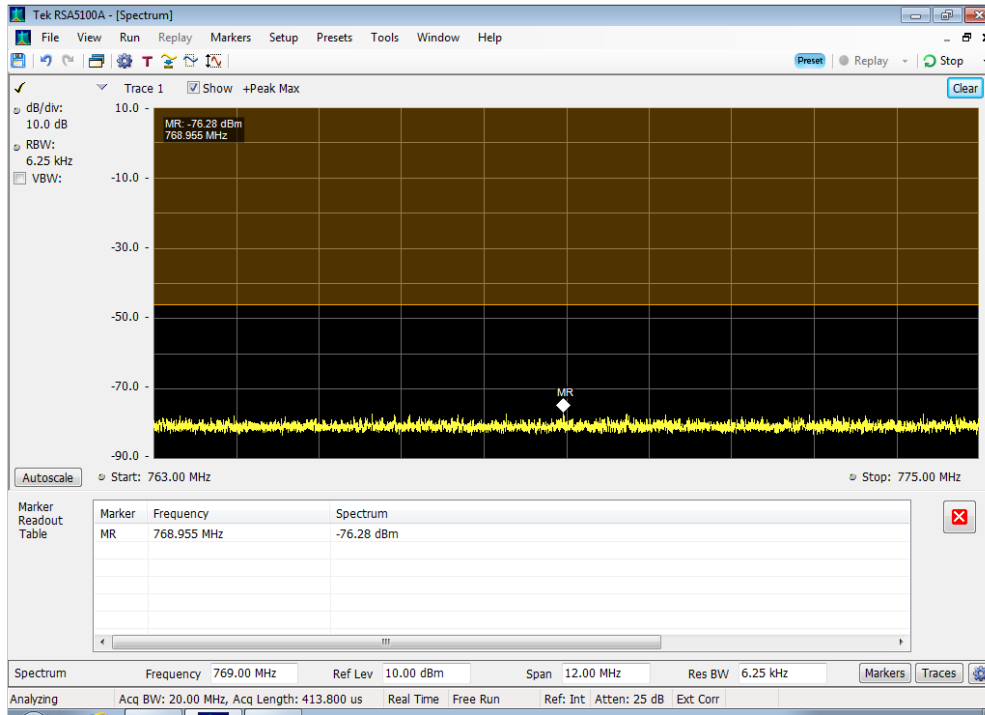 Tek RSA5100A - [Spectrum]
File View Run Replay Markers Setup Presets Tools Window Help
T Preset Replay Stop
Trace 1 Show +Peak Max Clear
dB/div: 10.0
10.0 dB MR: -76.28 dBm
768.955 MHz
RBW:
6.25 kHz
VBW: -10.0
-30.0
-50.0
-70.0
MR
-90.0
Autoscale Start: 763.00 MHz Stop: 775.00 MHz
Marker Readout Table
Marker Frequency Spectrum
MR 768.955 MHz -76.28 dBm
Spectrum Frequency 769.00 MHz Ref Lev 10.00 dBm Span 12.00 MHz Res BW 6.25 kHz Markers Traces
Analyzing Acq BW: 20.00 MHz, Acq Length: 413.800 us Real Time Free Run Ref: Int Atten: 25 dB Ext Corr